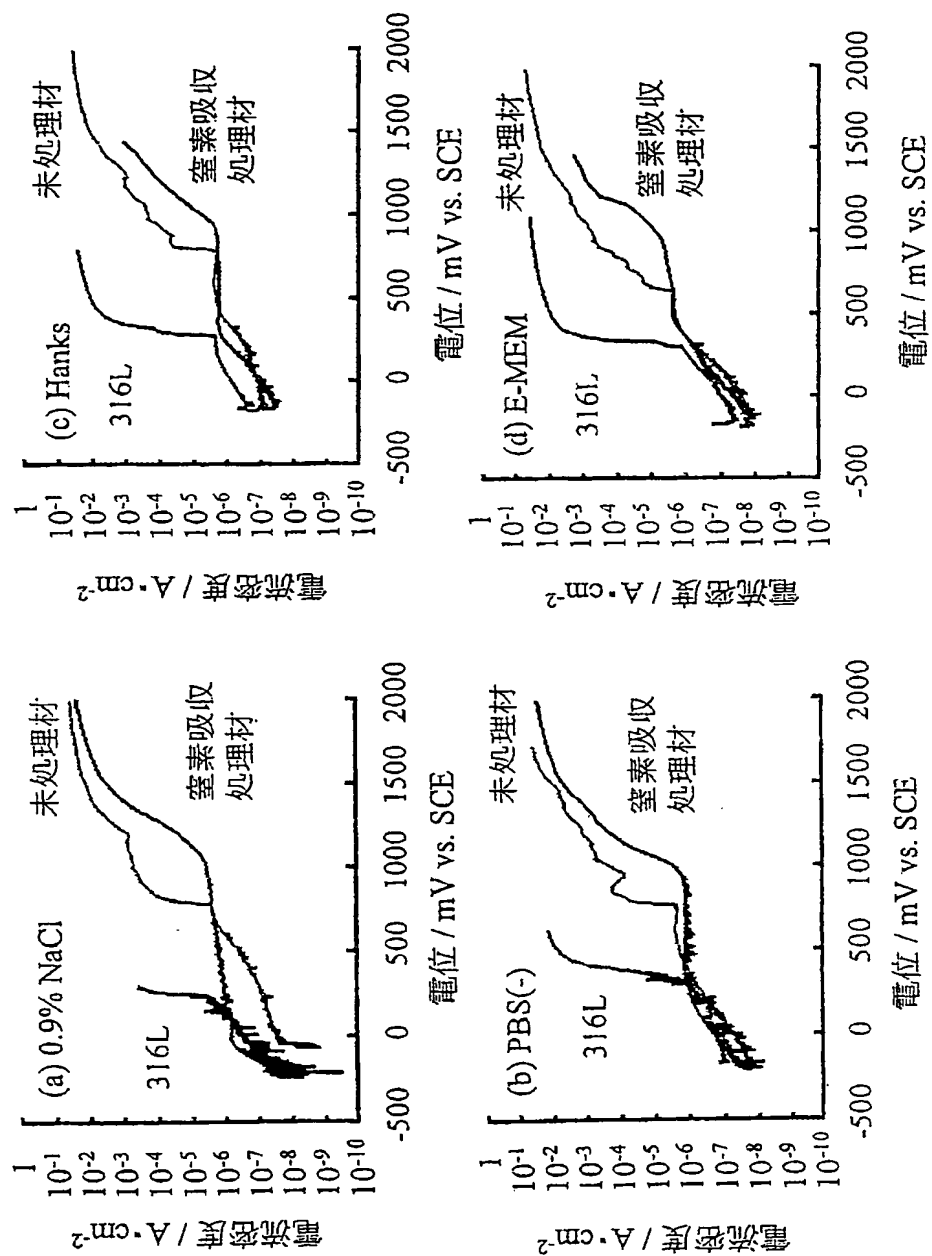 (a) 0.9% NaCl
316L
未処理材
窒素吸収
処理材
電流密度 / A·cm⁻²
1
10⁻¹
10⁻²
10⁻³
10⁻⁴
10⁻⁵
10⁻⁶
10⁻⁷
10⁻⁸
10⁻⁹
10⁻¹⁰
-500
0
500
1000
1500
2000
電位 / mV vs. SCE
(b) PBS(-)
316L
未処理材
窒素吸収
処理材
電流密度 / A·cm⁻²
1
10⁻¹
10⁻²
10⁻³
10⁻⁴
10⁻⁵
10⁻⁶
10⁻⁷
10⁻⁸
10⁻⁹
10⁻¹⁰
-500
0
500
1000
1500
2000
電位 / mV vs. SCE
(c) Hanks
316L
未処理材
窒素吸収
処理材
電流密度 / A·cm⁻²
1
10⁻¹
10⁻²
10⁻³
10⁻⁴
10⁻⁵
10⁻⁶
10⁻⁷
10⁻⁸
10⁻⁹
10⁻¹⁰
-500
0
500
1000
1500
2000
電位 / mV vs. SCE
(d) E-MEM
316L
未処理材
窒素吸収
処理材
電流密度 / A·cm⁻²
1
10⁻¹
10⁻²
10⁻³
10⁻⁴
10⁻⁵
10⁻⁶
10⁻⁷
10⁻⁸
10⁻⁹
10⁻¹⁰
-500
0
500
1000
1500
2000
電位 / mV vs. SCE